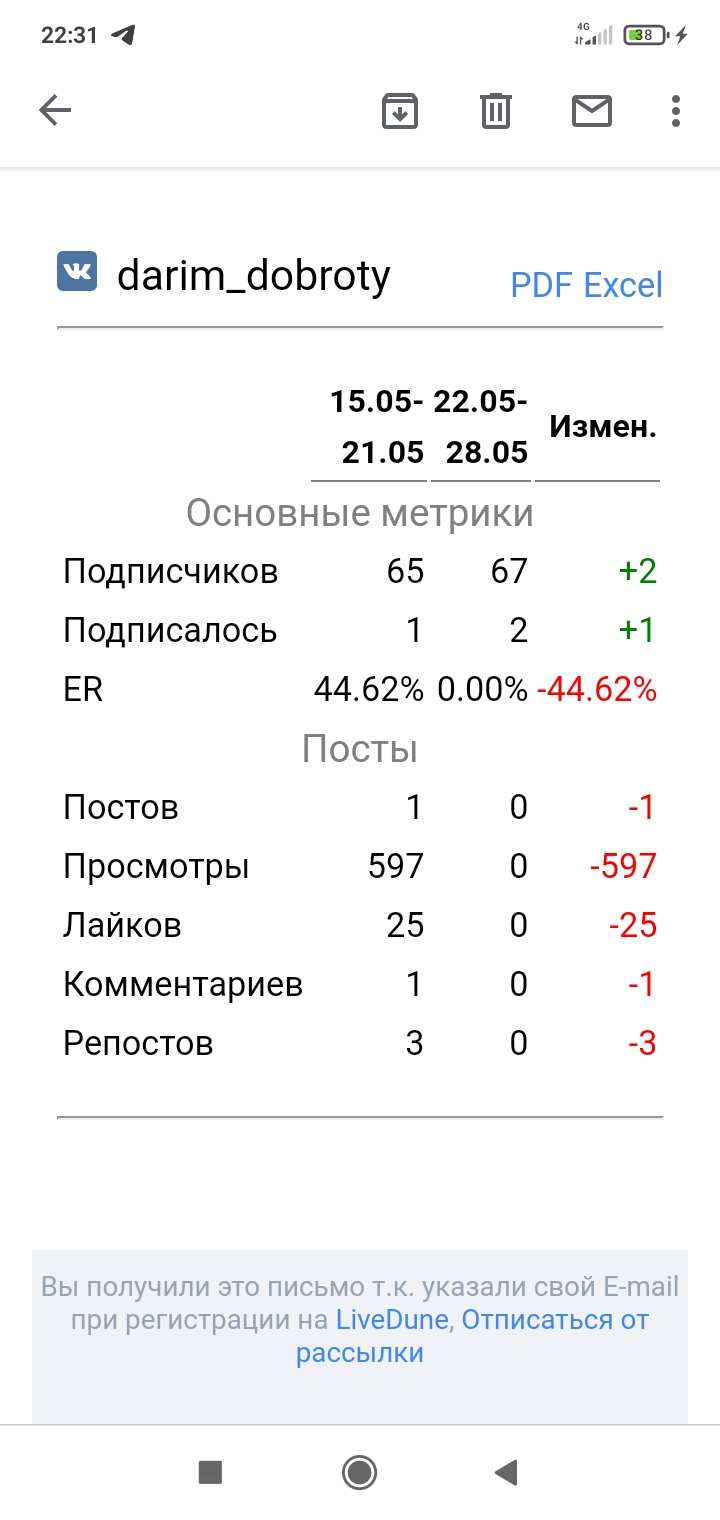 22:31 4G 38
darim_dobroty PDF Excel
15.05- 22.05- Измен.
21.05 28.05
Основные метрики
Подписчиков 65 67 +2
Подписалось 1 2 +1
ER 44.62% 0.00% -44.62%
Посты
Постов 1 0 -1
Просмотры 597 0 -597
Лайков 25 0 -25
Комментариев 1 0 -1
Репостов 3 0 -3
Вы получили это письмо т.к. указали свой E-mail
при регистрации на LiveDune, Отписаться от
рассылки